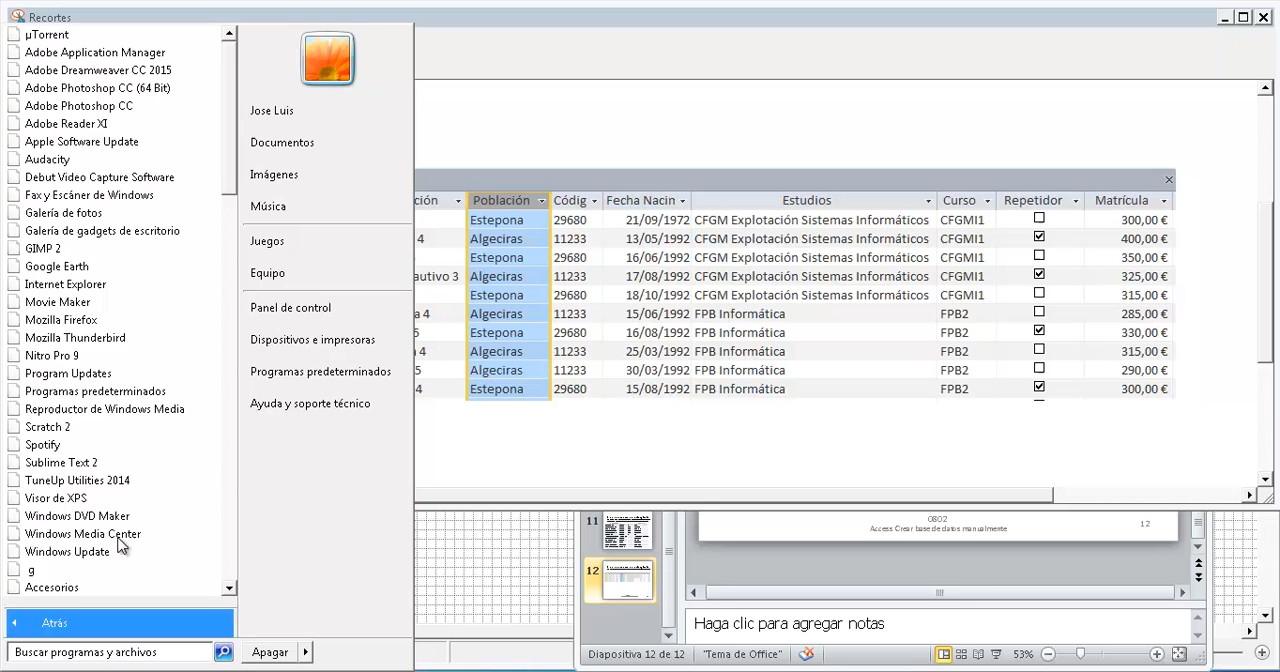 Recortes
µTorrent
Adobe Application Manager
Adobe Dreamweaver CC 2015
Adobe Photoshop CC (64 Bit)
Adobe Photoshop CC
Adobe Reader XI
Apple Software Update
Audacity
Debut Video Capture Software
Fax y Escáner de Windows
Galería de fotos
Galería de gadgets de escritorio
GIMP 2
Google Earth
Internet Explorer
Movie Maker
Mozilla Firefox
Mozilla Thunderbird
Nitro Pro 9
Program Updates
Programas predeterminados
Reproductor de Windows Media
Scratch 2
Spotify
Sublime Text 2
TuneUp Utilities 2014
Visor de XPS
Windows DVD Maker
Windows Media Center
Windows Update
g
Accesorios
Atrás
Buscar programas y archivos
Jose Luis
Documentos
Imágenes
Música
Juegos
Equipo
Panel de control
Dispositivos e impresoras
Programas predeterminados
Ayuda y soporte técnico
Apagar
ción Población Códig Fecha Nacin Estudios Curso Repetidor Matrícula
Estepona 29680 21/09/1972 CFGM Explotación Sistemas Informáticos CFGMI1 300,00 €
4 Algeciras 11233 13/05/1992 CFGM Explotación Sistemas Informáticos CFGMI1 400,00 €
Estepona 29680 16/06/1992 CFGM Explotación Sistemas Informáticos CFGMI1 350,00 €
autivo 3 Algeciras 11233 17/08/1992 CFGM Explotación Sistemas Informáticos CFGMI1 325,00 €
Estepona 29680 18/10/1992 CFGM Explotación Sistemas Informáticos CFGMI1 315,00 €
a 4 Algeciras 11233 15/06/1992 FPB Informática FPB2 285,00 €
5 Estepona 29680 16/08/1992 FPB Informática FPB2 330,00 €
a 4 Algeciras 11233 25/03/1992 FPB Informática FPB2 315,00 €
5 Algeciras 11233 30/03/1992 FPB Informática FPB2 290,00 €
4 Estepona 29680 15/08/1992 FPB Informática FPB2 300,00 €
11
12
0802
Access Crear base de datos manualmente
12
Haga clic para agregar notas
Diapositiva 12 de 12 "Tema de Office" 53%